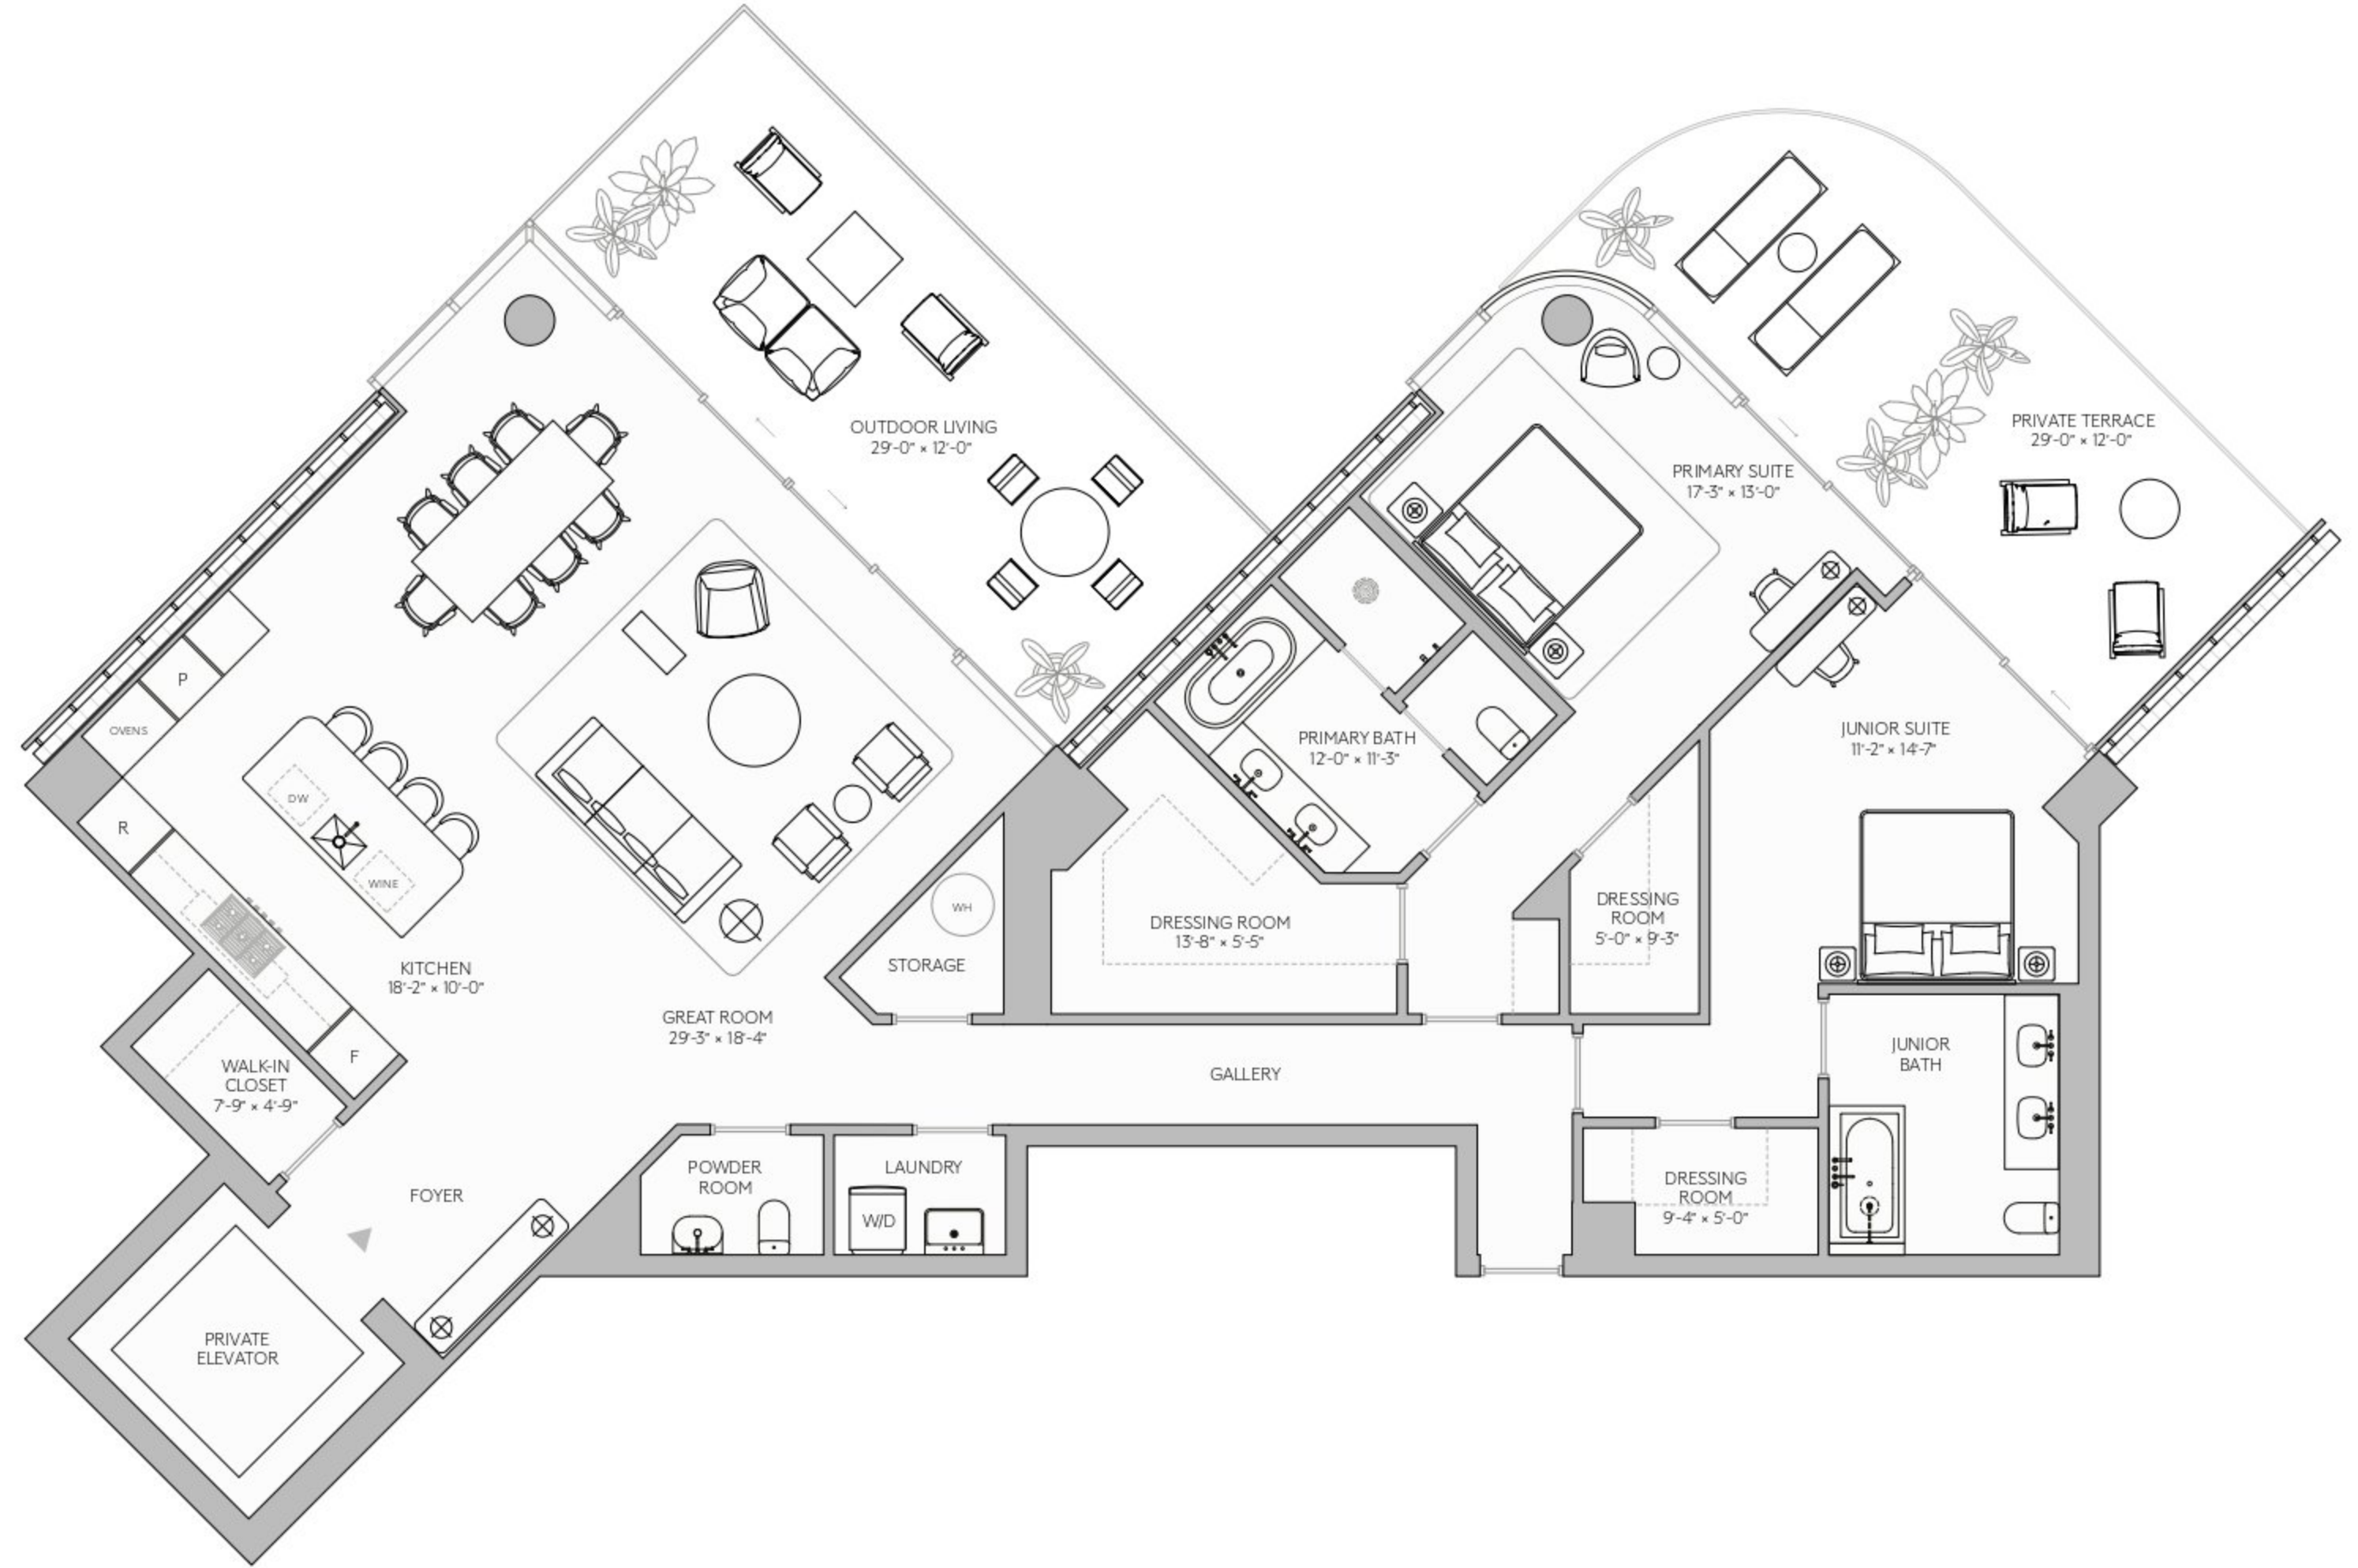 OUTDOOR LIVING
29'-0" × 12'-0"
PRIVATE TERRACE
29'-0" × 12'-0"
PRIMARY SUITE
17'-3" × 13'-0"
P
OVENS
R
DW
WINE
F
KITCHEN
18'-2" × 10'-0"
GREAT ROOM
29'-3" × 18'-4"
WH
STORAGE
PRIMARY BATH
12'-0" × 11'-3"
DRESSING ROOM
13'-8" × 5'-5"
JUNIOR SUITE
11'-2" × 14'-7"
DRESSING
ROOM
5'-0" × 9'-3"
WALK-IN
CLOSET
7'-9" × 4'-9"
GALLERY
JUNIOR
BATH
FOYER
POWDER
ROOM
LAUNDRY
W/D
DRESSING
ROOM
9'-4" × 5'-0"
PRIVATE
ELEVATOR